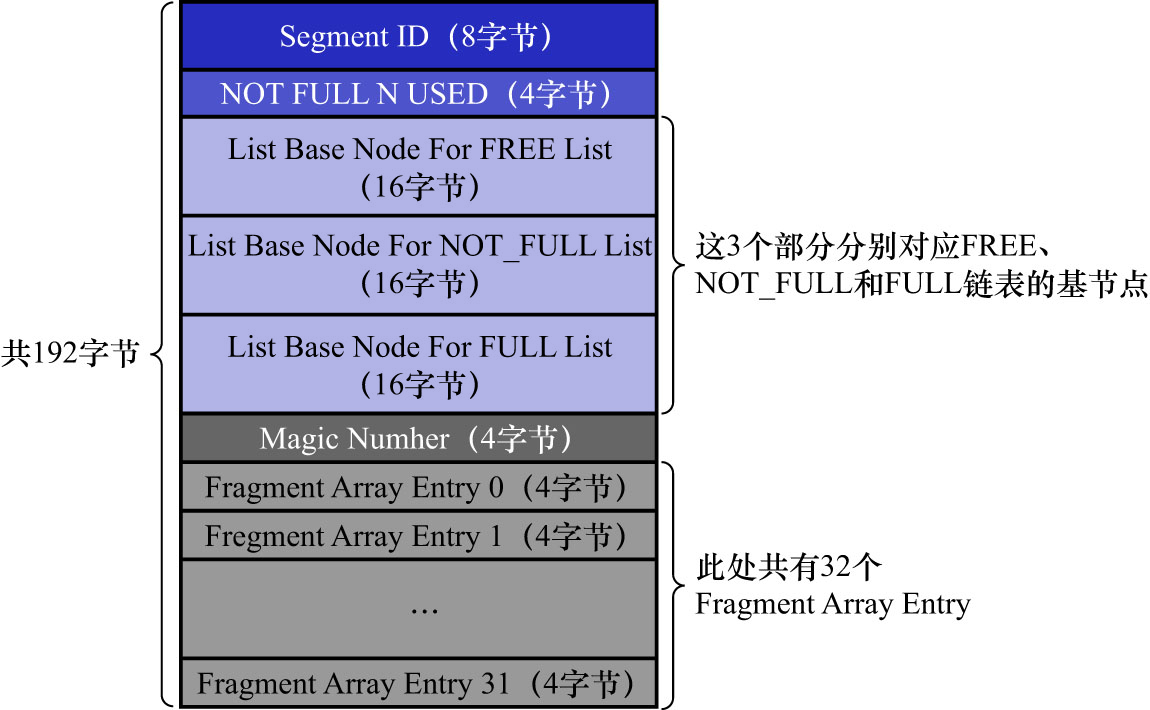 Segment ID（8字节）
NOT FULL N USED（4字节）
List Base Node For FREE List
（16字节）
List Base Node For NOT_FULL List
（16字节）
List Base Node For FULL List
（16字节）
这3个部分分别对应FREE、
NOT_FULL和FULL链表的基节点
共192字节
Magic Numher（4字节）
Fragment Array Entry 0（4字节）
Fregment Array Entry 1（4字节）
…
Fragment Array Entry 31（4字节）
此处共有32个
Fragment Array Entry